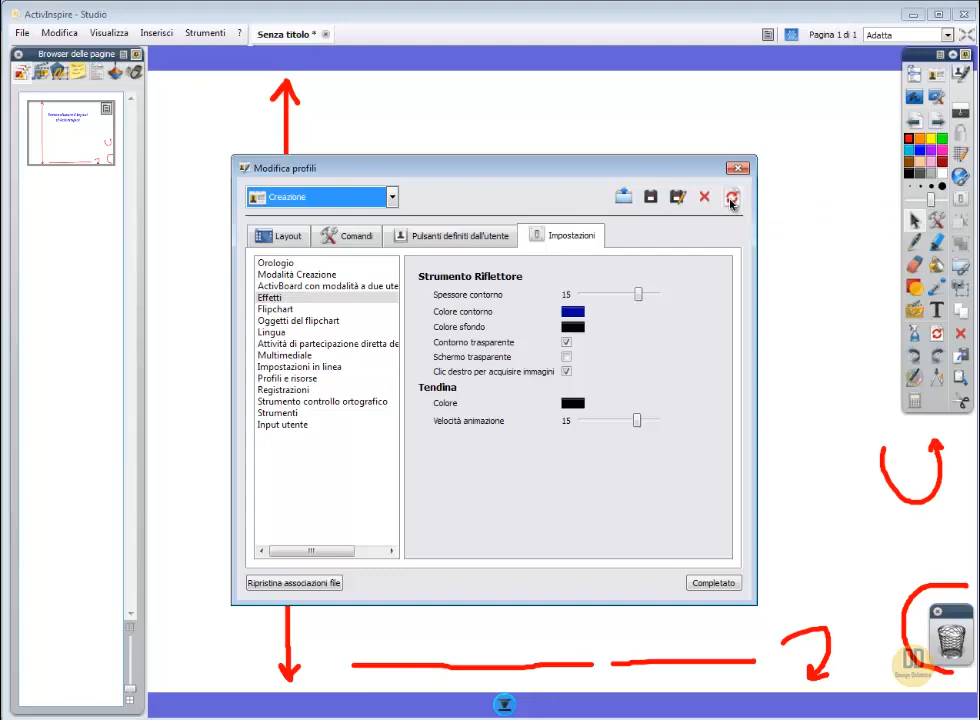 ActivInspire - Studio
File Modifica Visualizza Inserisci Strumenti ? Senza titolo * Pagina 1 di 1 Adatta
Browser delle pagine
Modifica profili
Creazione
Layout Comandi Pulsanti definiti dall'utente Impostazioni
Orologio
Modalità Creazione
ActivBoard con modalità a due ute
Effetti
Flipchart
Oggetti del flipchart
Lingua
Attività di partecipazione diretta de
Multimediale
Impostazioni in linea
Profili e risorse
Registrazioni
Strumento controllo ortografico
Strumenti
Input utente
Strumento Riflettore
Spessore contorno 15
Colore contorno
Colore sfondo
Contorno trasparente
Schermo trasparente
Clic destro per acquisire immagini
Tendina
Colore
Velocità animazione 15
Ripristina associazioni file Completato
T
DD